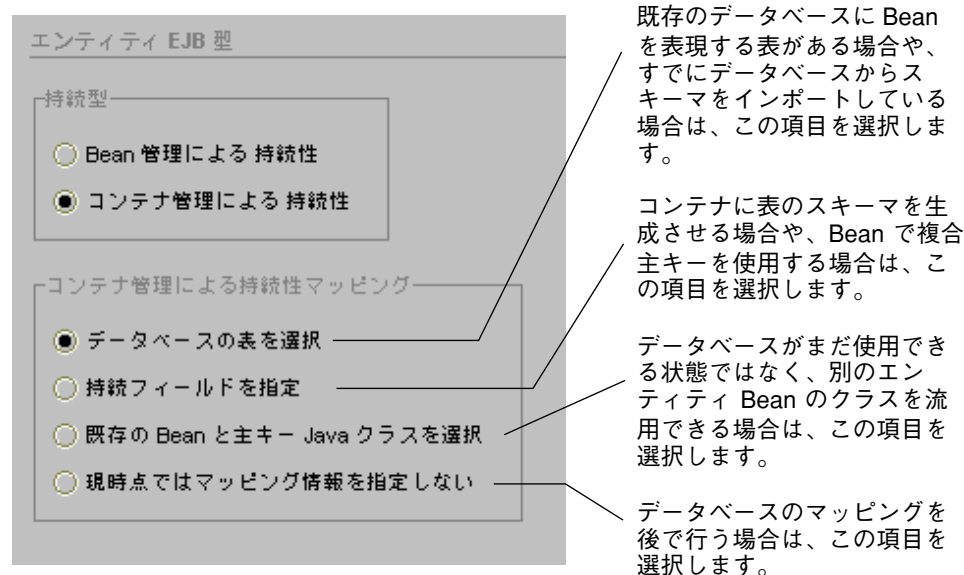 エンティティ EJB 型
持続型
Bean 管理による 持続性
コンテナ管理による 持続性
コンテナ管理による持続性マッピング
データベースの表を選択
持続フィールドを指定
既存の Bean と主キー Java クラスを選択
現時点ではマッピング情報を指定しない
既存のデータベースに Bean
を表現する表がある場合や、
すでにデータベースからス
キーマをインポートしている
場合は、この項目を選択しま
す。
コンテナに表のスキーマを生
成させる場合や、Bean で複合
主キーを使用する場合は、こ
の項目を選択します。
データベースがまだ使用でき
る状態ではなく、別のエン
ティティ Bean のクラスを流
用できる場合は、この項目を
選択します。
データベースのマッピングを
後で行う場合は、この項目を
選択します。